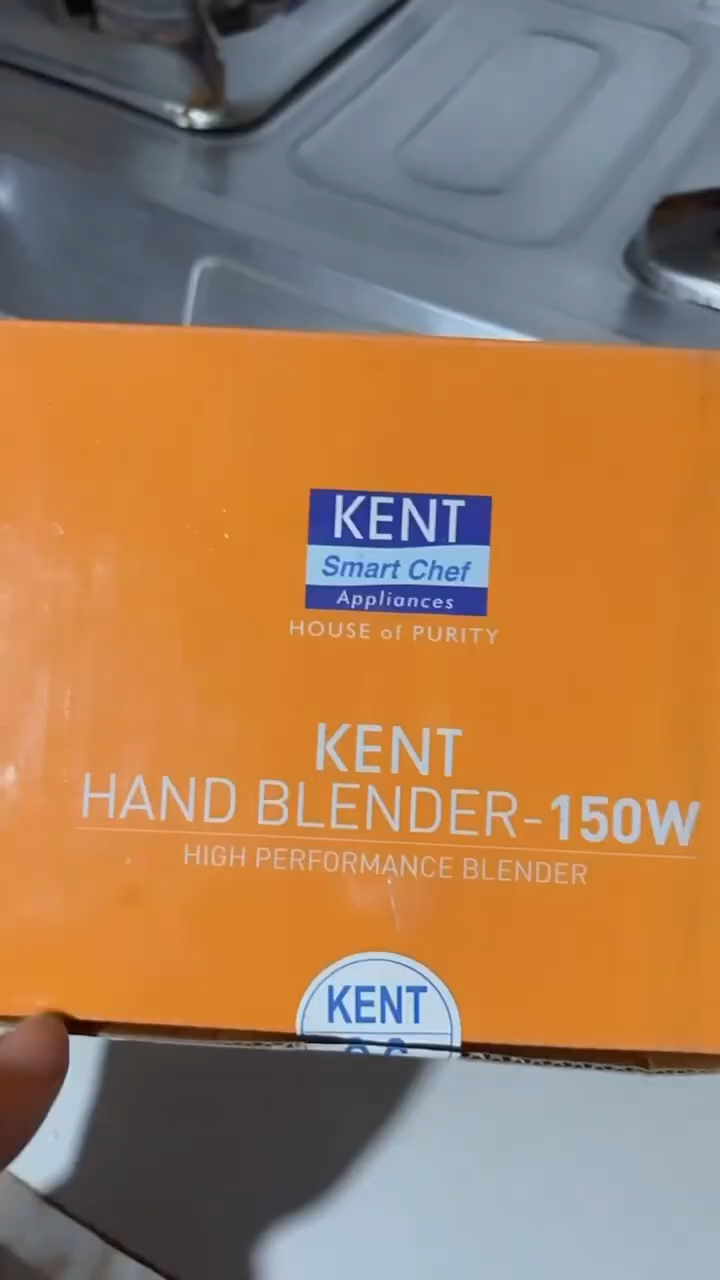 KENT
Smart Chef
Appliances
HOUSE of PURITY
KENT
HAND BLENDER-150W
HIGH PERFORMANCE BLENDER
KENT